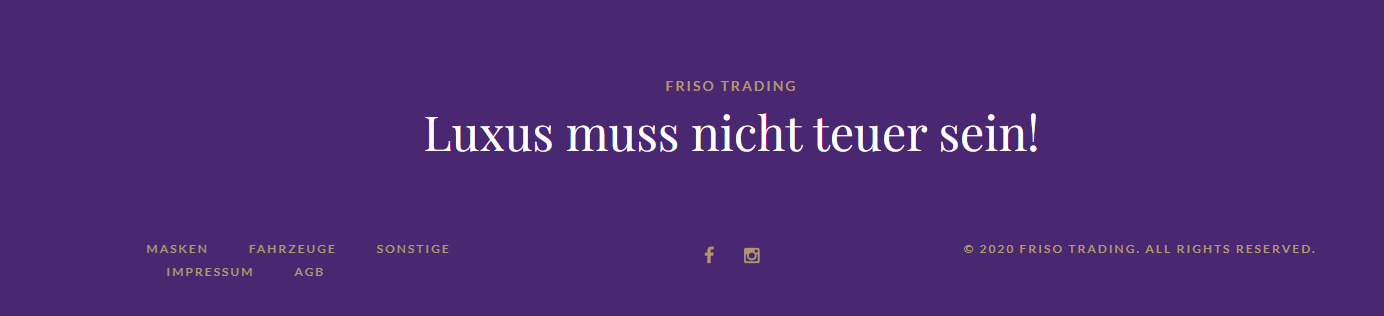 FRISO TRADING
Luxus muss nicht teuer sein!
MASKEN FAHRZEUGE SONSTIGE
IMPRESSUM AGB
© 2020 FRISO TRADING. ALL RIGHTS RESERVED.